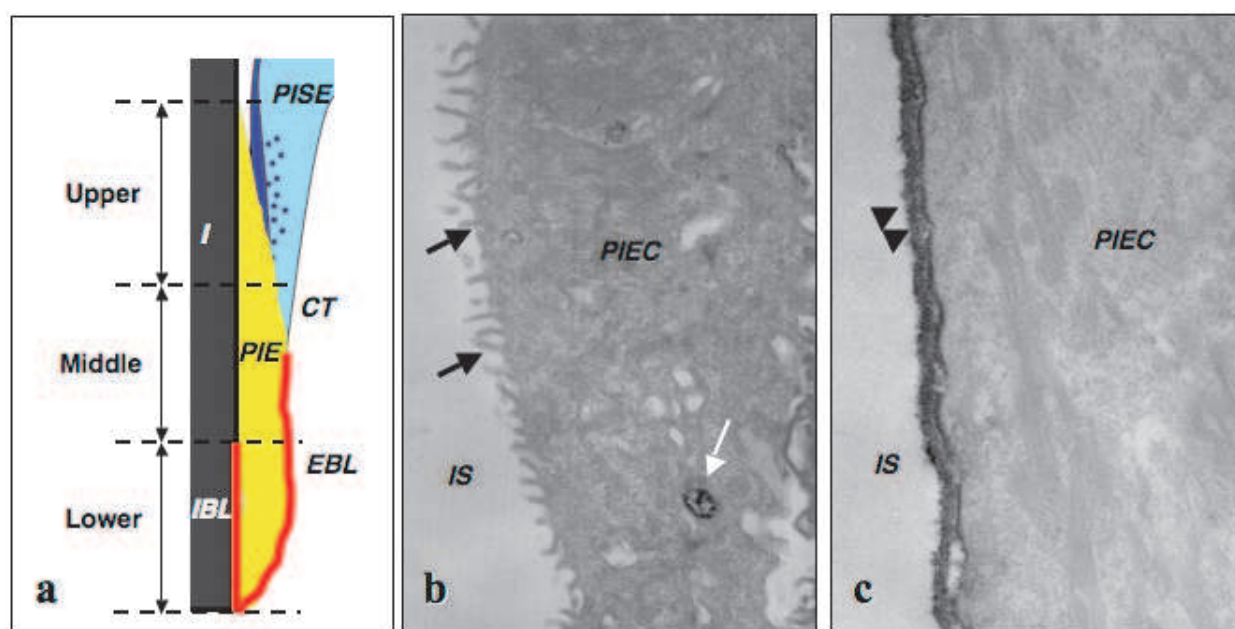 PISE
Upper
I
PIEC
PIEC
CT
PIE
Middle
IS
IS
EBL
IBL
Lower
a
b
c